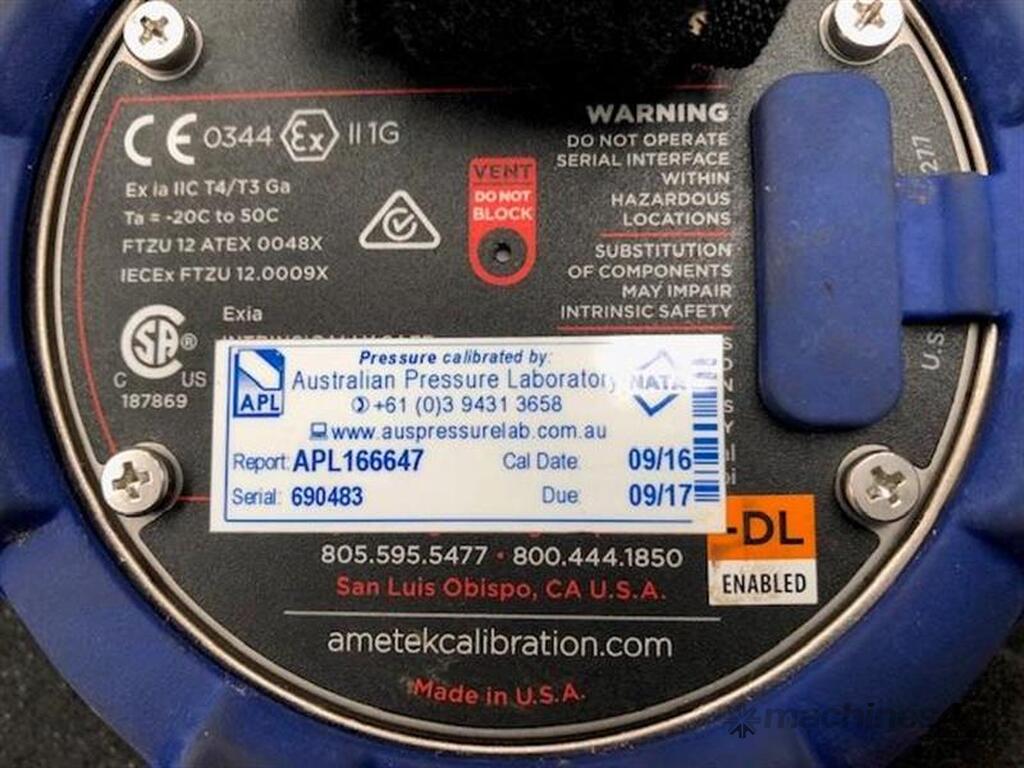 CE 0344 Ex II 1G
Ex ia IIC T4/T3 Ga
Ta = -20C to 50C
FTZU 12 ATEX 0048X
IECEx FTZU 12.0009X
VENT
DO NOT
BLOCK
WARNING
DO NOT OPERATE
SERIAL INTERFACE
WITHIN
HAZARDOUS
LOCATIONS
SUBSTITUTION
OF COMPONENTS
MAY IMPAIR
INTRINSIC SAFETY
SA ®
C US
187869
Exia
Pressure calibrated by:
APL
Australian Pressure Laboratory
NATA
+61 (0)3 9431 3658
www.auspressurelab.com.au
Report: APL166647 Cal Date: 09/16
Serial: 690483 Due: 09/17
-DL
ENABLED
805.595.5477 • 800.444.1850
San Luis Obispo, CA U.S.A.
ametekcalibration.com
Made in U.S.A.